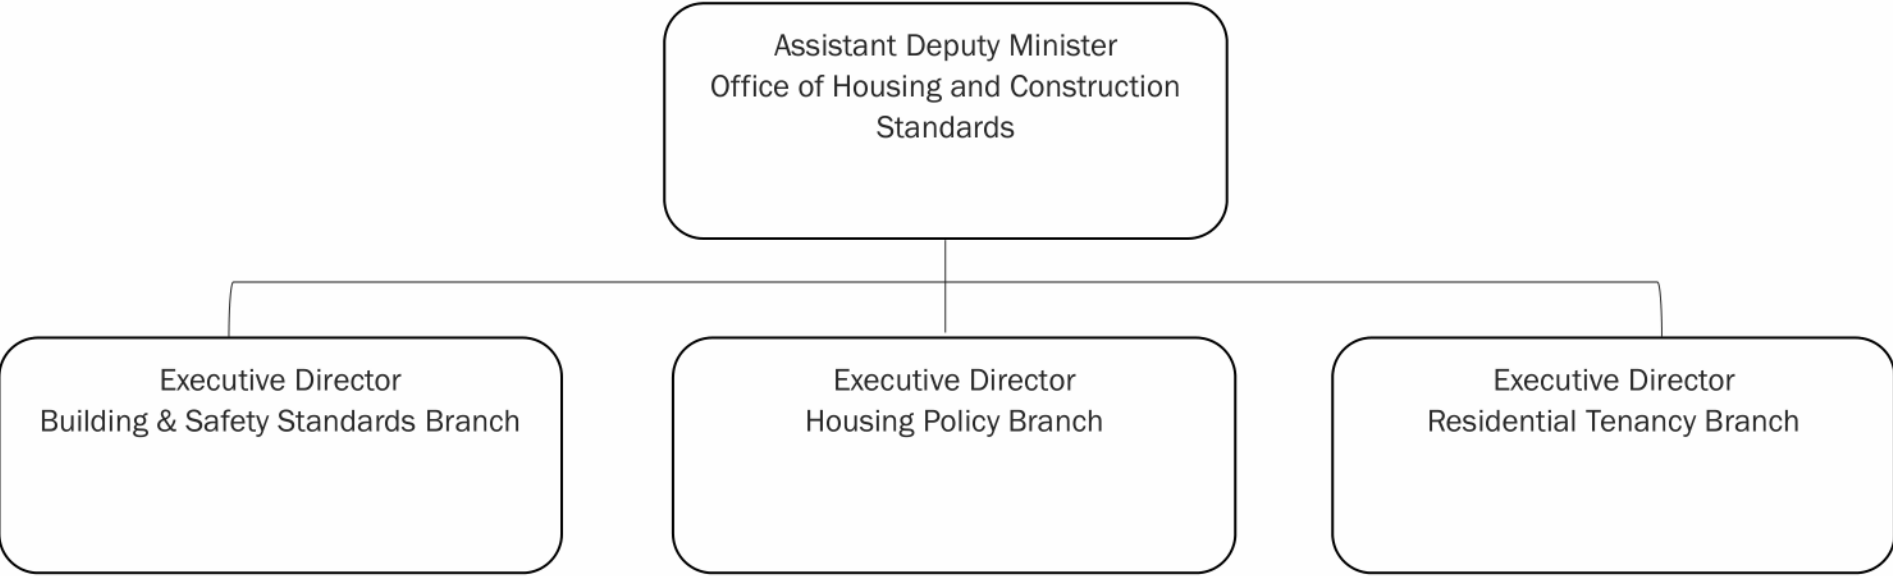 Assistant Deputy Minister
Office of Housing and Construction
Standards
Executive Director
Building & Safety Standards Branch
Executive Director
Housing Policy Branch
Executive Director
Residential Tenancy Branch